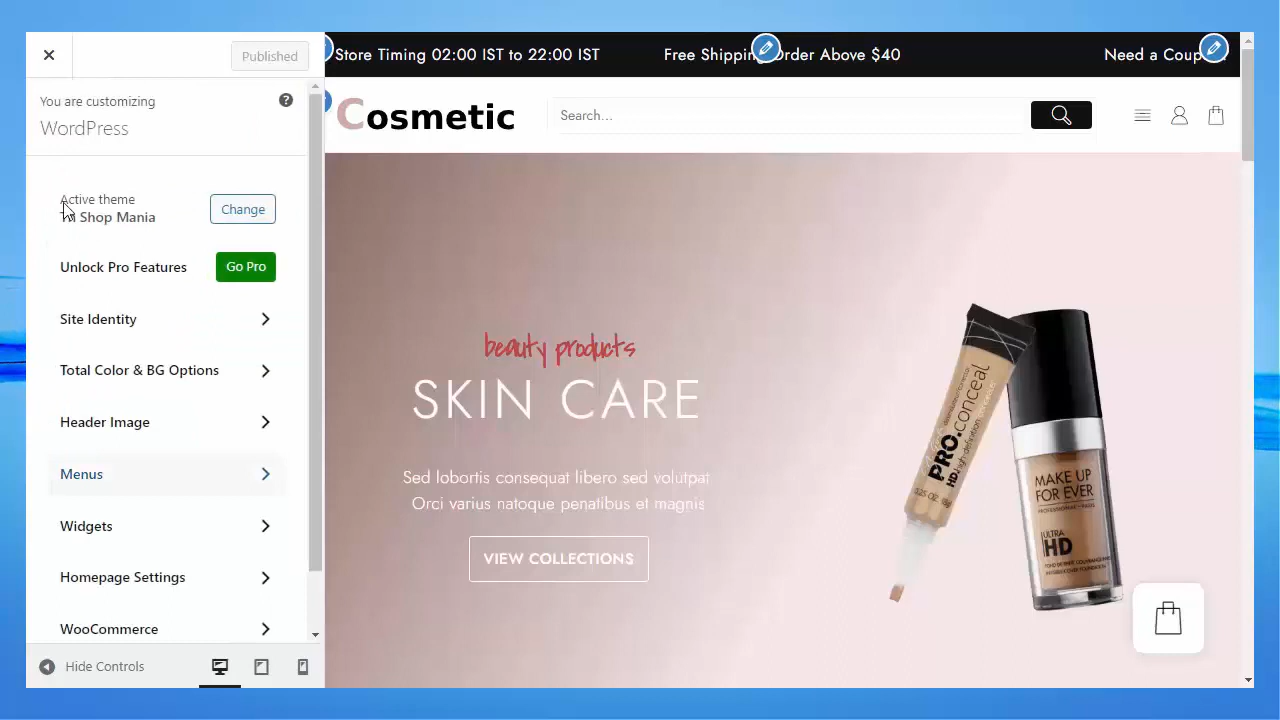 Published
You are customizing
WordPress
Active theme
Shop Mania
Change
Unlock Pro Features
Go Pro
Site Identity
Total Color & BG Options
Header Image
Menus
Widgets
Homepage Settings
WooCommerce
Hide Controls
Store Timing 02:00 IST to 22:00 IST
Free Shipping Order Above $40
Need a
Cosmetic
Search...
beauty products
SKIN CARE
Sed lobortis consequat libero sed volutpat
Orci varius natoque penatibus et magnis
VIEW COLLECTIONS
PRO.conceal
HD
MAKE UP
FOR EVER
ULTRA
HD